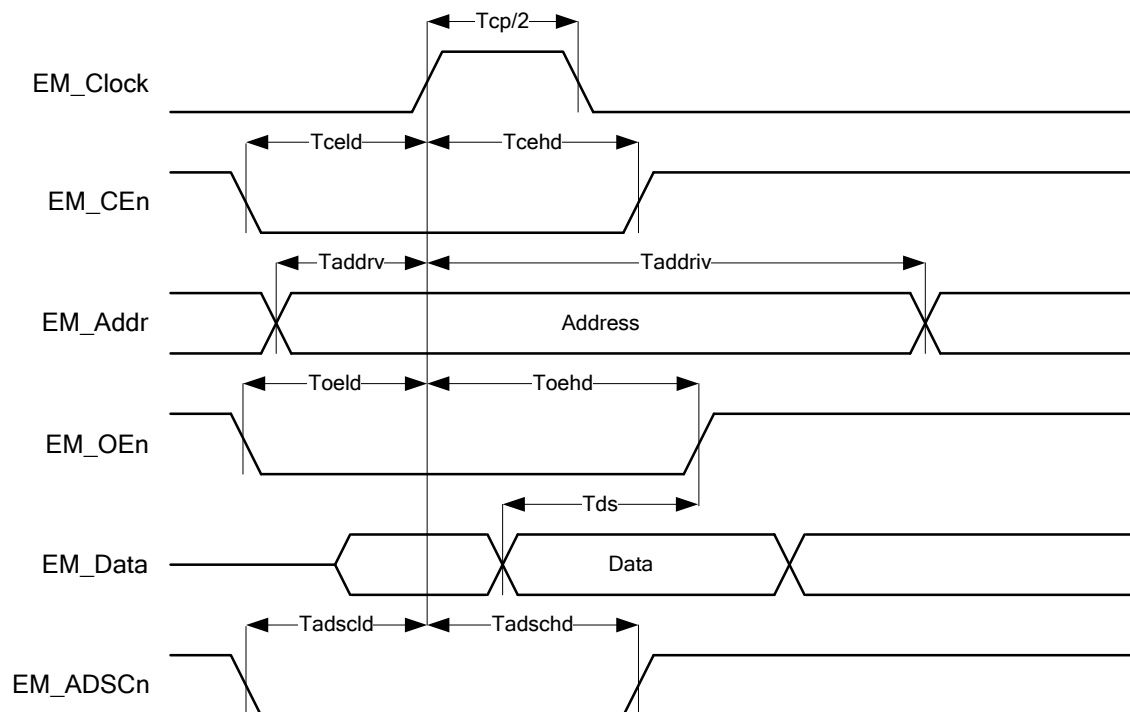 Tcp/2
EM_Clock
Tceld Tcehd
EM_CEn
Taddrv Taddriv
EM_Addr Address
Toeld Toehd
EM_OEn
Tds
EM_Data Data
Tadscld Tadschd
EM_ADSCn